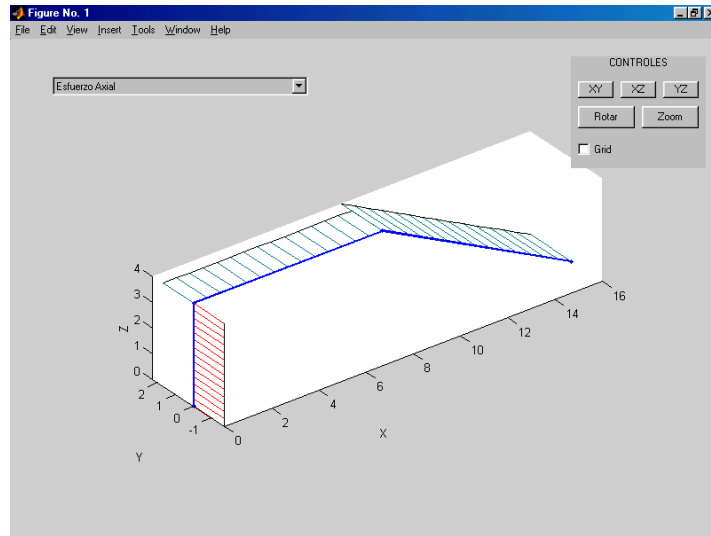 Figure No. 1
File Edit View Insert Tools Window Help
CONTROLES
Esfuerzo Axial
XY XZ YZ
Rotar Zoom
Grid
4
3
2
1
0
Z
2
1
0
-1
Y
0
2
4
6
8
10
12
14
16
X